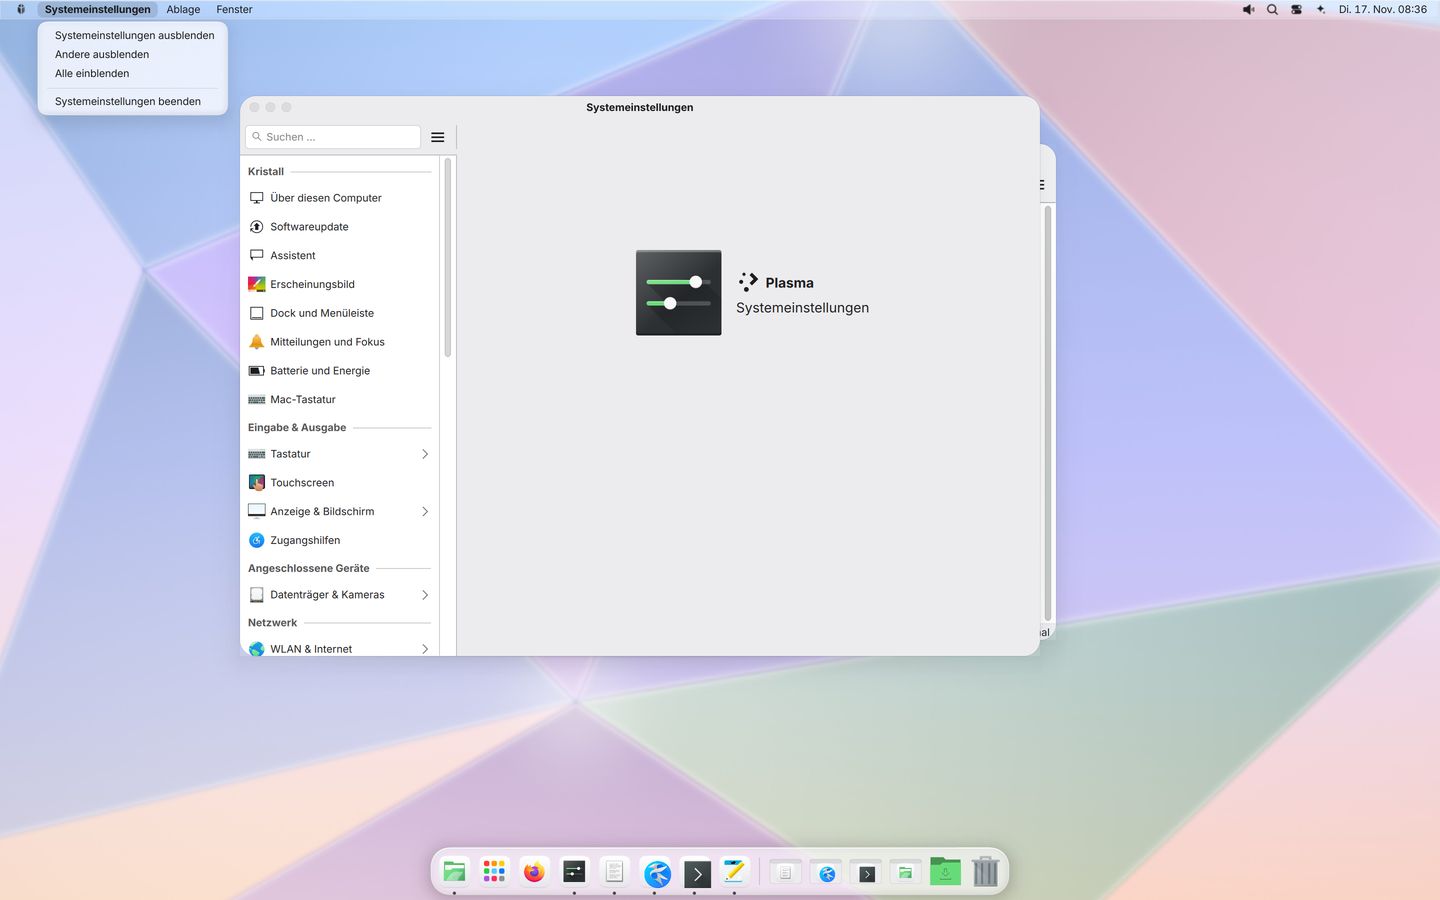 Systemeinstellungen Ablage Fenster Di. 17. Nov. 08:36
Systemeinstellungen ausblenden
Andere ausblenden
Alle einblenden
Systemeinstellungen beenden
Systemeinstellungen
Suchen ...
Kristall
Über diesen Computer
Softwareupdate
Assistent
Erscheinungsbild
Dock und Menüleiste
Mitteilungen und Fokus
Batterie und Energie
Mac-Tastatur
Eingabe & Ausgabe
Tastatur
Touchscreen
Anzeige & Bildschirm
Zugangshilfen
Angeschlossene Geräte
Datenträger & Kameras
Netzwerk
WLAN & Internet
Plasma
Systemeinstellungen